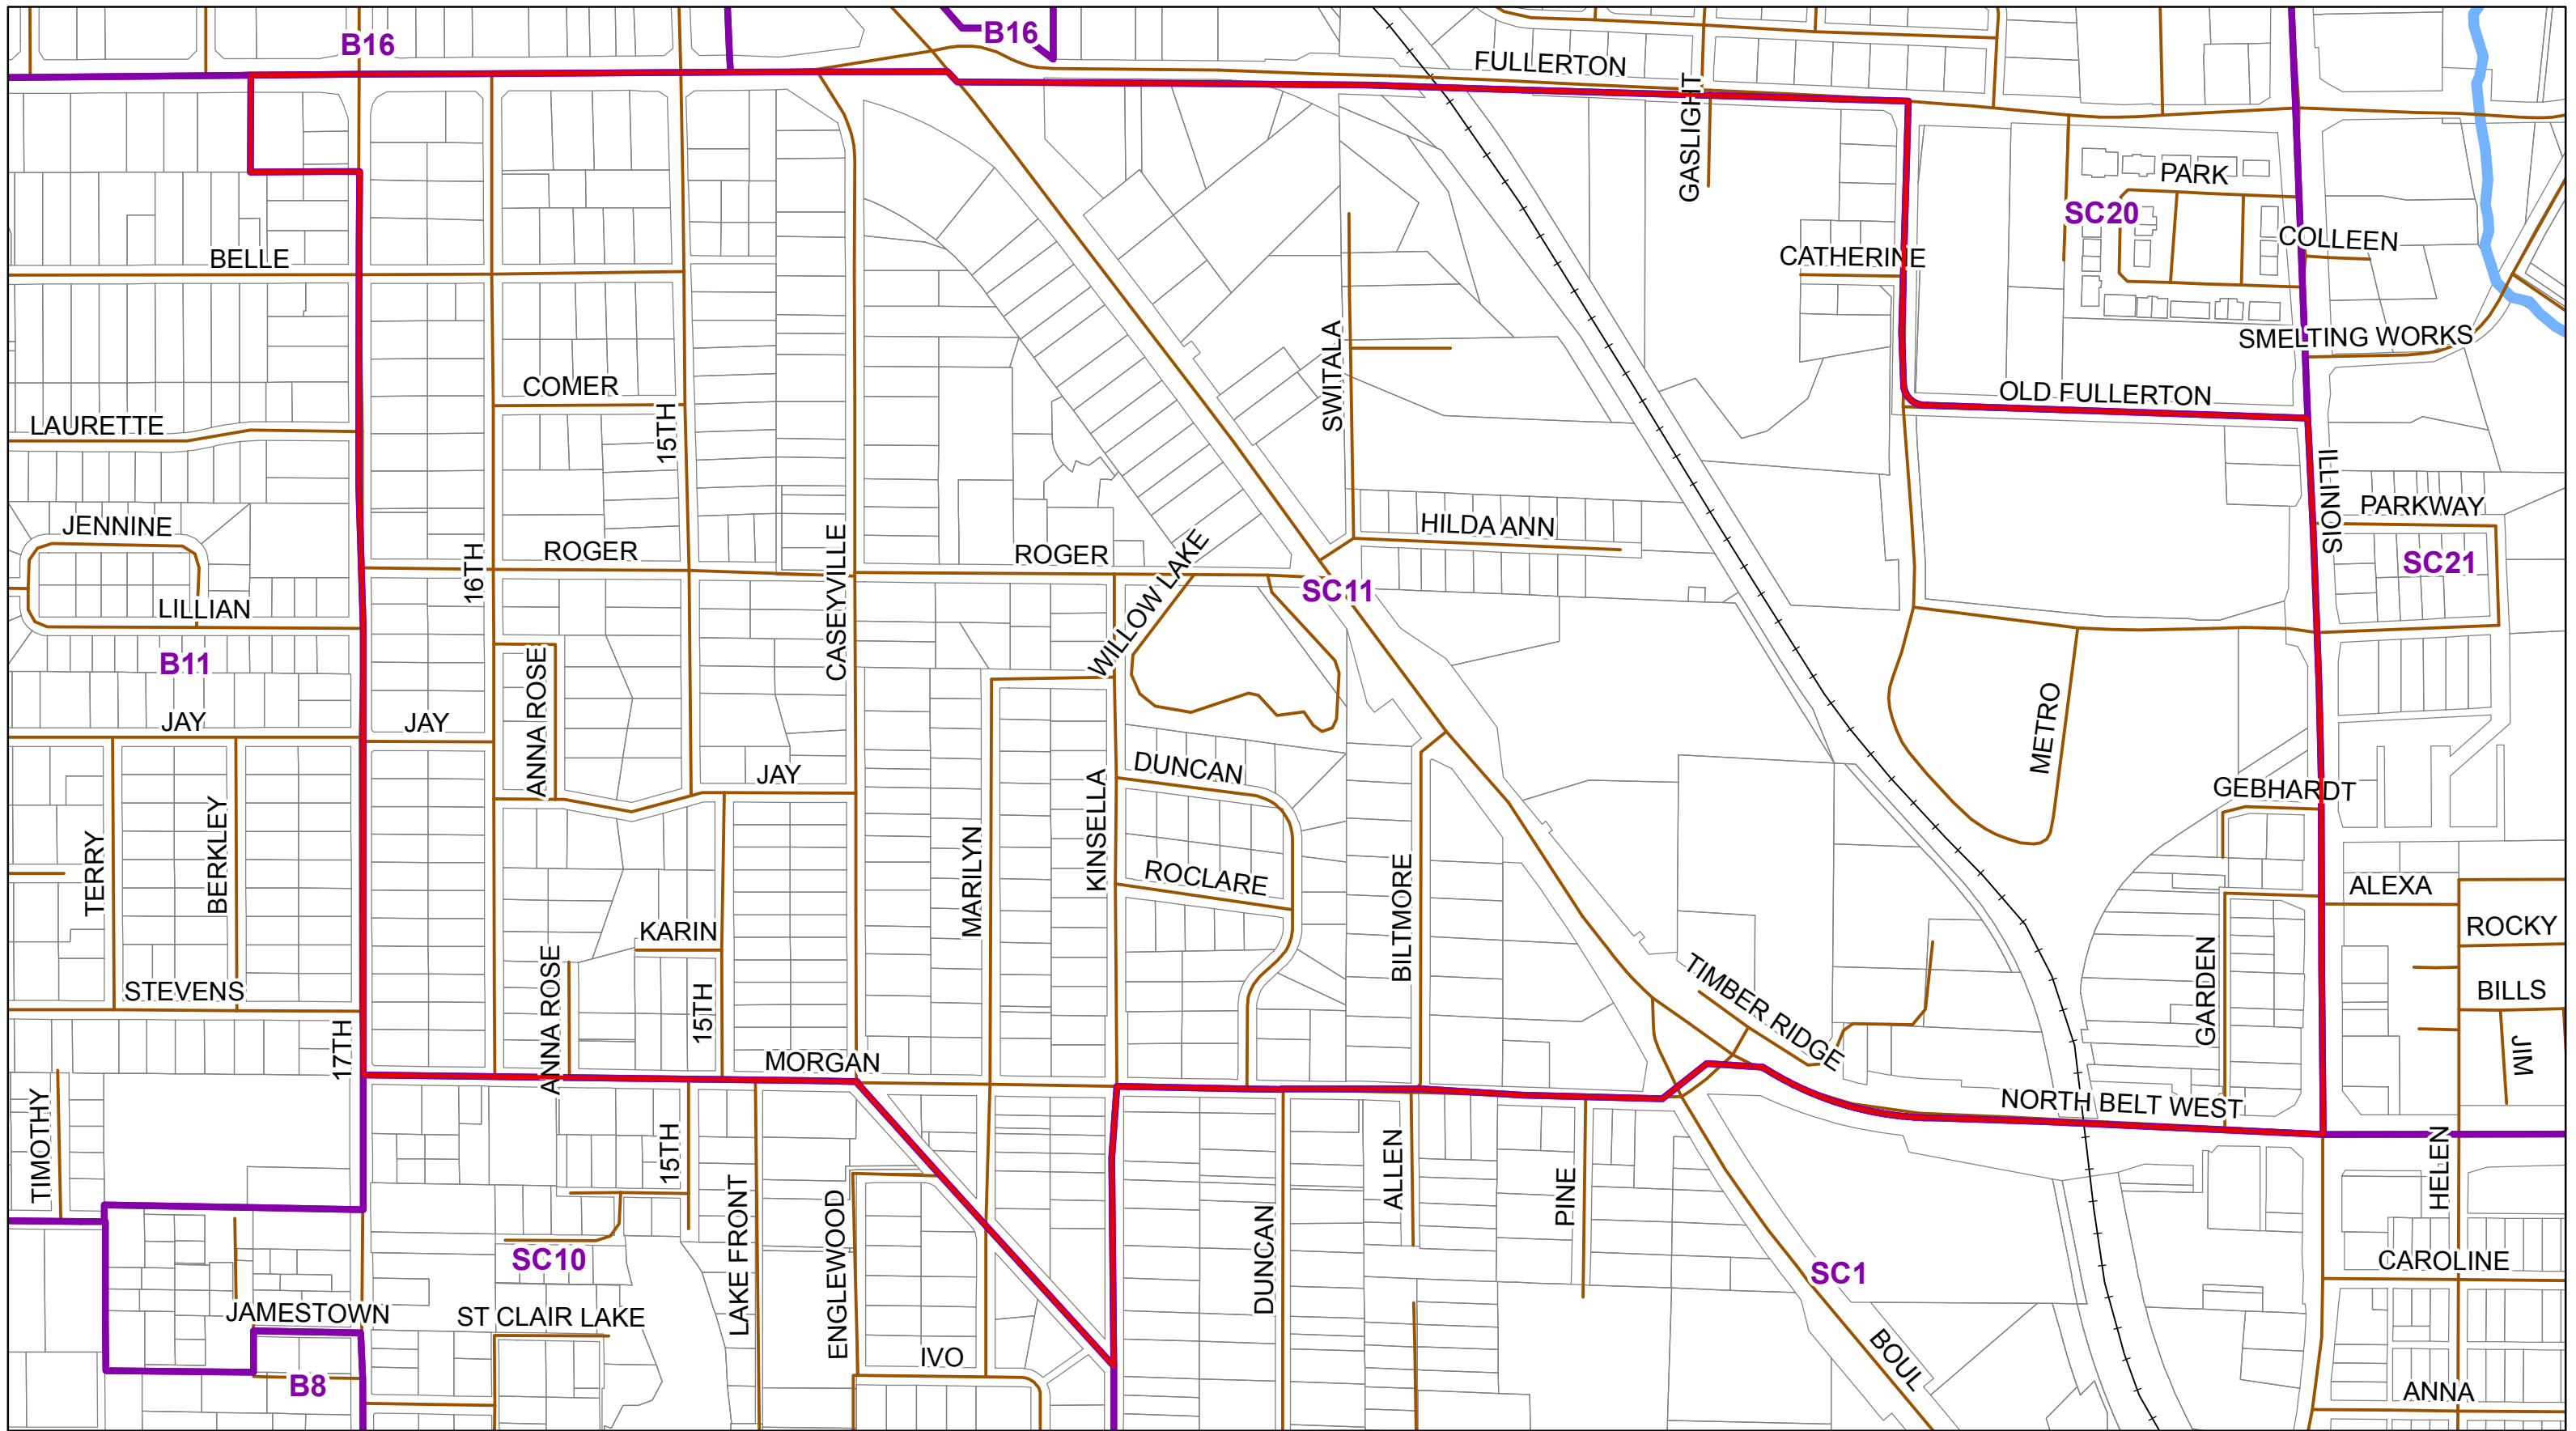 B16
B16
FULLERTON
GASLIGHT
PARK
SC20
COLLEEN
BELLE
CATHERINE
SMELTING WORKS
SWITALA
COMER
OLD FULLERTON
LAURETTE
15TH
ILLINOIS
PARKWAY
JENNINE
HILDA ANN
ROGER
ROGER
16TH
CASEYVILLE
WILLOW LAKE
SC11
SC21
LILLIAN
B11
ANNA ROSE
JAY
JAY
METRO
JAY
DUNCAN
GEBHARDT
TERRY
BERKLEY
MARILYN
KINSELLA
ROCLARE
BILTMORE
ALEXA
KARIN
ROCKY
GARDEN
STEVENS
ANNA ROSE
15TH
TIMBER RIDGE
BILLS
17TH
MORGAN
JIM
NORTH BELT WEST
TIMOTHY
15TH
ALLEN
PINE
HELEN
LAKE FRONT
ENGLEWOOD
DUNCAN
SC10
SC1
CAROLINE
JAMESTOWN
ST CLAIR LAKE
IVO
BOUL
B8
ANNA